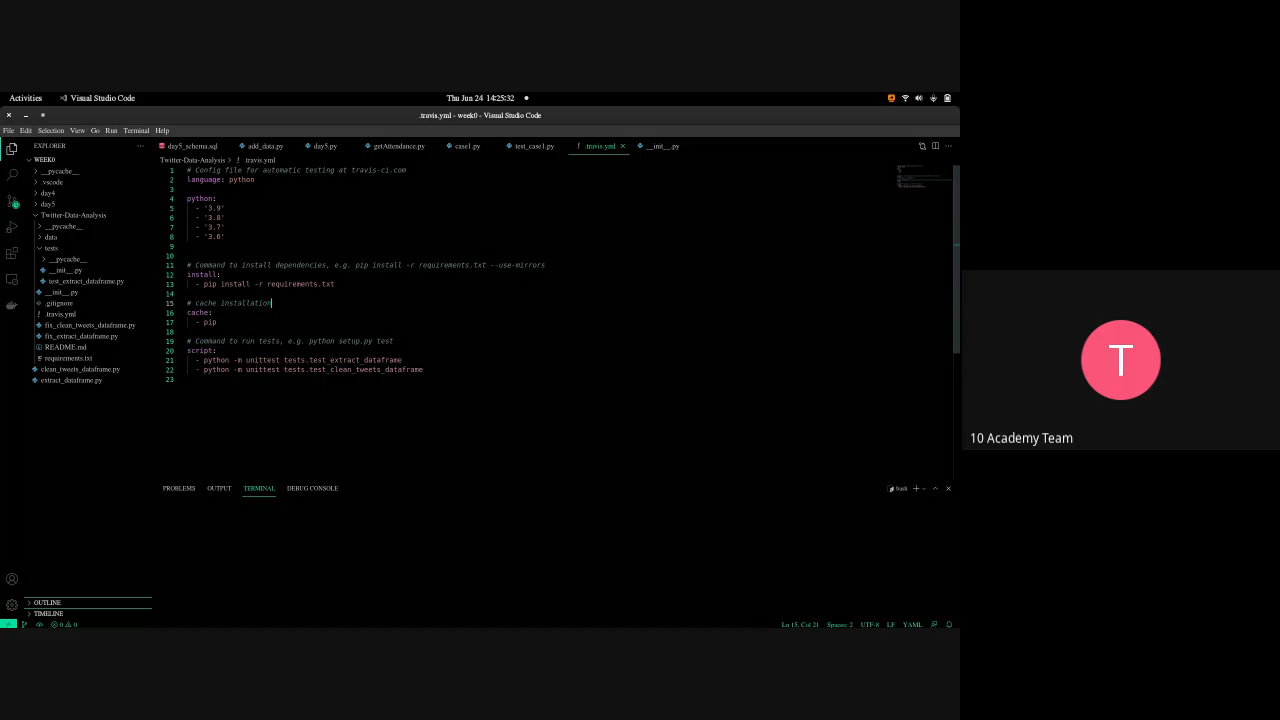 Activities
Visual Studio Code
Thu Jun 24 14:25:32
.travis.yml - week0 - Visual Studio Code
File Edit Selection View Go Run Terminal Help
EXPLORER
WEEK0
__pycache__
.vscode
day4
day5
Twitter-Data-Analysis
__pycache__
data
tests
__pycache__
__init__.py
test_extract_dataframe.py
__init__.py
.gitignore
.travis.yml
fix_clean_tweets_dataframe.py
fix_extract_dataframe.py
README.md
requirements.txt
clean_tweets_dataframe.py
extract_dataframe.py
OUTLINE
TIMELINE
day5_schema.sql
add_data.py
day5.py
getAttendance.py
case1.py
test_case1.py
.travis.yml
__init__.py
Twitter-Data-Analysis > .travis.yml
1 # Config file for automatic testing at travis-ci.com
2 language: python
3
4 python:
5 - '3.9'
6 - '3.8'
7 - '3.7'
8 - '3.6'
9
10
11 # Command to install dependencies, e.g. pip install -r requirements.txt --use-mirrors
12 install:
13 - pip install -r requirements.txt
14
15 # cache installation
16 cache:
17 - pip
18
19 # Command to run tests, e.g. python setup.py test
20 script:
21 - python -m unittest tests.test_extract_dataframe
22 - python -m unittest tests.test_clean_tweets_dataframe
23
PROBLEMS OUTPUT TERMINAL DEBUG CONSOLE
bash
0 0
Ln 15, Col 21 Spaces: 2 UTF-8 LF YAML
T
10 Academy Team